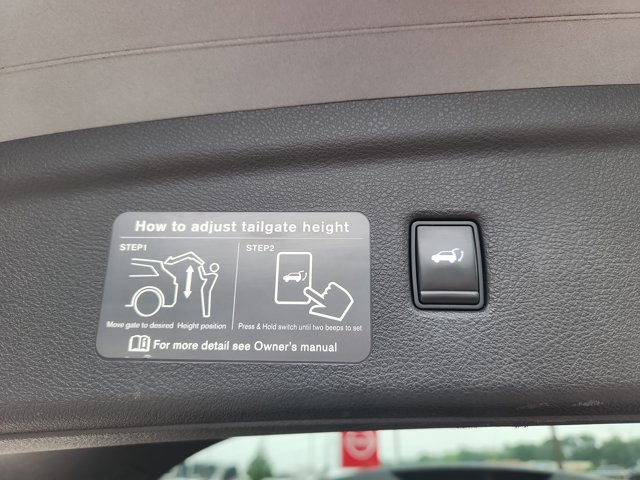 How to adjust tailgate height
STEP1
STEP2
Move gate to desired Height position
Press & Hold switch until two beeps to set
For more detail see Owner's manual